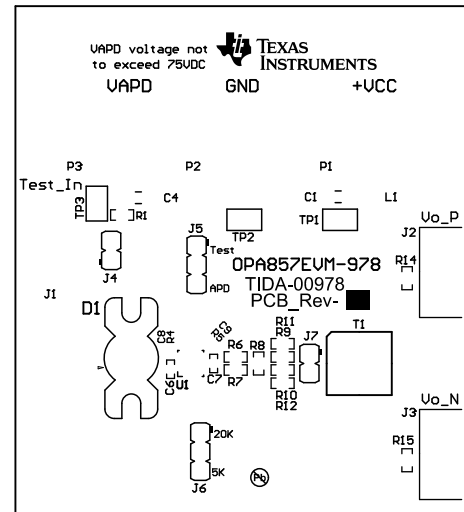 VAPD voltage not
to exceed 75VDC
TEXAS
INSTRUMENTS
VAPD GND +VCC
P3 P2 P1
Test_In
TP3
R1
C4
C1
L1
TP2
TP1
J4
J5
Test
APD
Vo_P
J2
R14
OPA857EVM-978
TIDA-00978
PCB_Rev-
J1
D1
C8
R4
C6
U1
C7
R6
R7
R8
R11
R9
R10
R12
J7
T1
Vo_N
J3
R15
20K
5K
J6
Pb